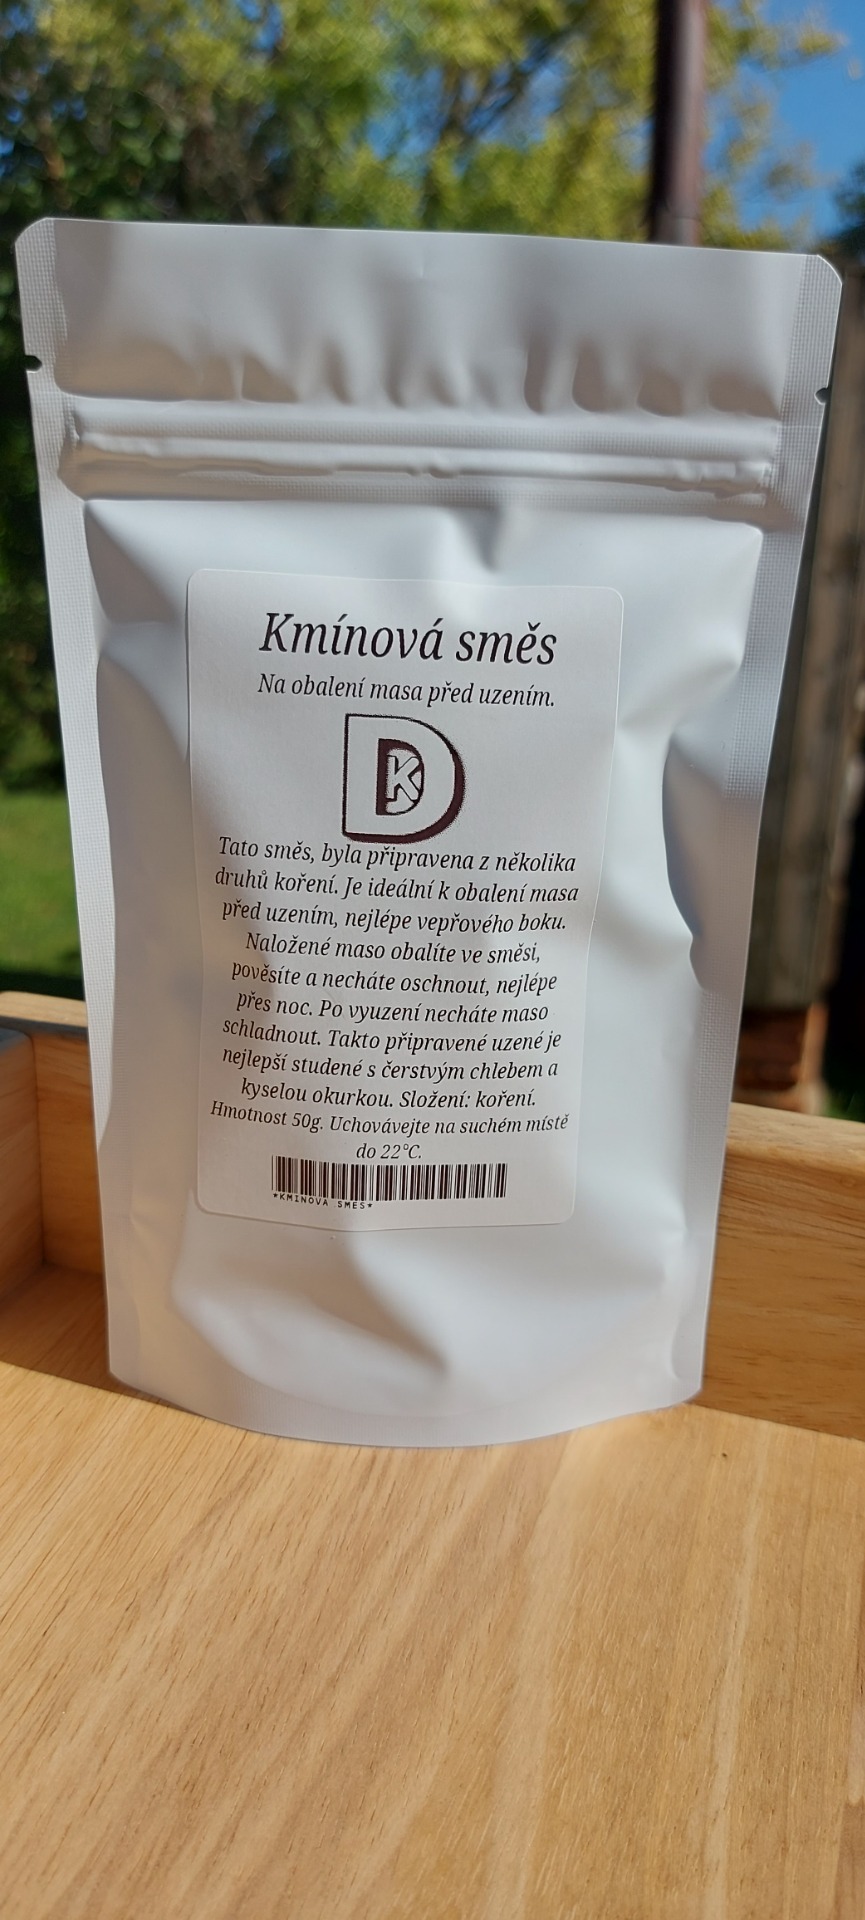 Kmínová směs
Na obalení masa před uzením.
DK
Tato směs, byla připravena z několika
druhů koření. Je ideální k obalení masa
před uzením, nejlépe vepřového boku.
Naložené maso obalíte ve směsi,
pověsíte a necháte oschnout, nejlépe
přes noc. Po vyuzení necháte maso
schladnout. Takto připravené uzené je
nejlepší studené s čerstvým chlebem a
kyselou okurkou. Složení: koření.
Hmotnost 50g. Uchovávejte na suchém místě
do 22°C.
*KMINOVA SMES*